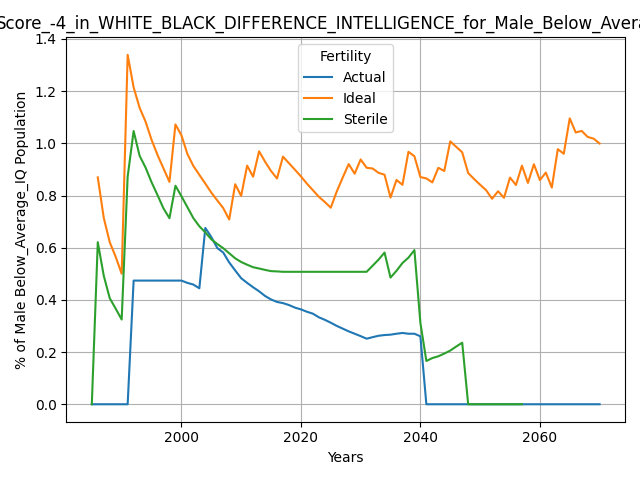 Score_-4_in_WHITE_BLACK_DIFFERENCE_INTELLIGENCE_for_Male_Below_Avera
Fertility
Actual
Ideal
Sterile
% of Male Below_Average_IQ Population
1.4
1.2
1.0
0.8
0.6
0.4
0.2
0.0
2000 2020 2040 2060
Years